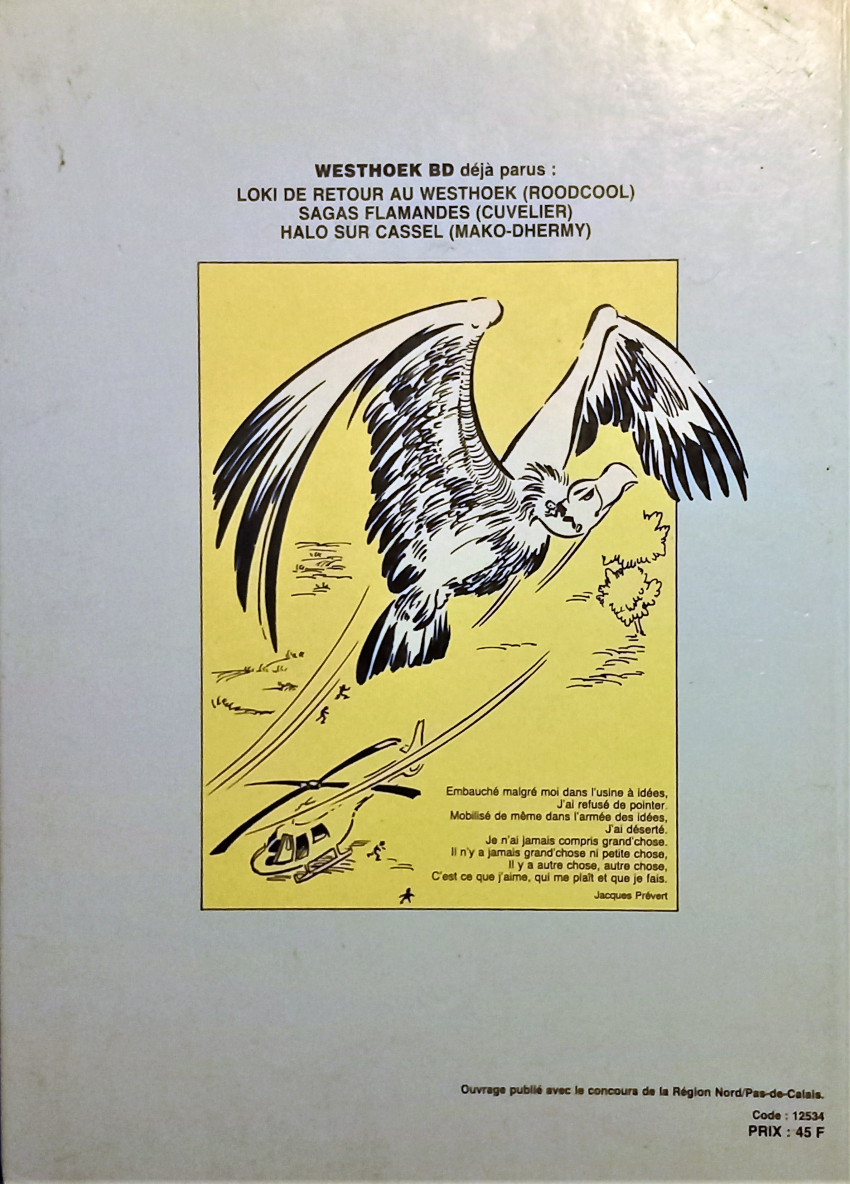 WESTHOEK BD déjà parus :
LOKI DE RETOUR AU WESTHOEK (ROODCOOL)
SAGAS FLAMANDES (CUVELIER)
HALO SUR CASSEL (MAKO-DHERMY)
Embauché malgré moi dans l'usine à idées,
J'ai refusé de pointer.
Mobilisé de même dans l'armée des idées,
J'ai déserté.
Je n'ai jamais compris grand'chose.
Il n'y a jamais grand'chose ni petite chose,
Il y a autre chose, autre chose,
C'est ce que j'aime, qui me plaît et que je fais.
Jacques Prévert
Ouvrage publié avec le concours de la Région Nord/Pas-de-Calais.
Code : 12534
PRIX : 45 F